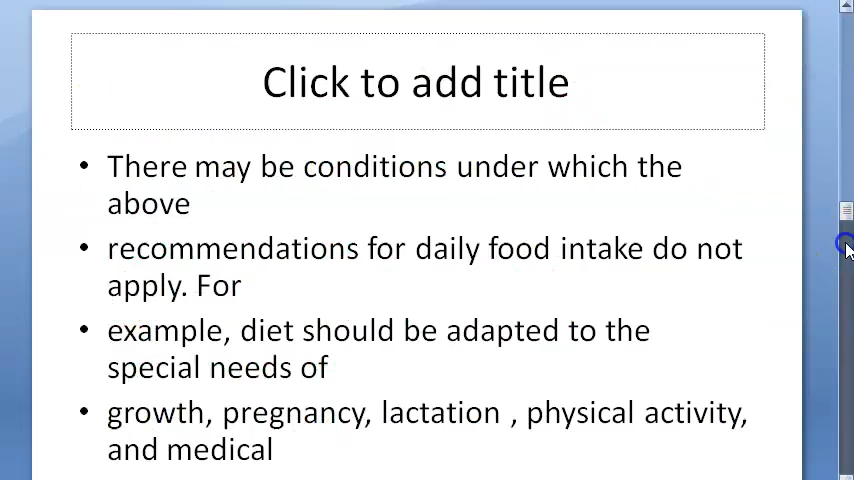 Click to add title
• There may be conditions under which the
above
• recommendations for daily food intake do not
apply. For
• example, diet should be adapted to the
special needs of
• growth, pregnancy, lactation , physical activity,
and medical